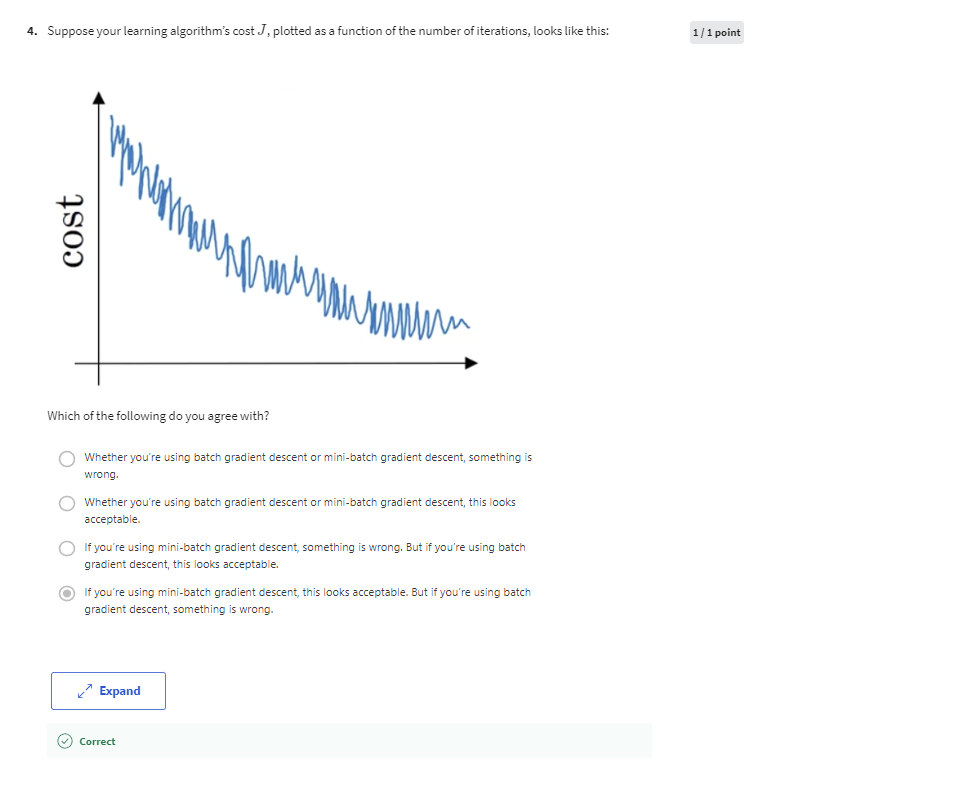 4. Suppose your learning algorithm's cost J, plotted as a function of the number of iterations, looks like this:
1 / 1 point
cost
Which of the following do you agree with?
Whether you're using batch gradient descent or mini-batch gradient descent, something is
wrong.
Whether you're using batch gradient descent or mini-batch gradient descent, this looks
acceptable.
If you're using mini-batch gradient descent, something is wrong. But if you're using batch
gradient descent, this looks acceptable.
If you're using mini-batch gradient descent, this looks acceptable. But if you're using batch
gradient descent, something is wrong.
Expand
Correct